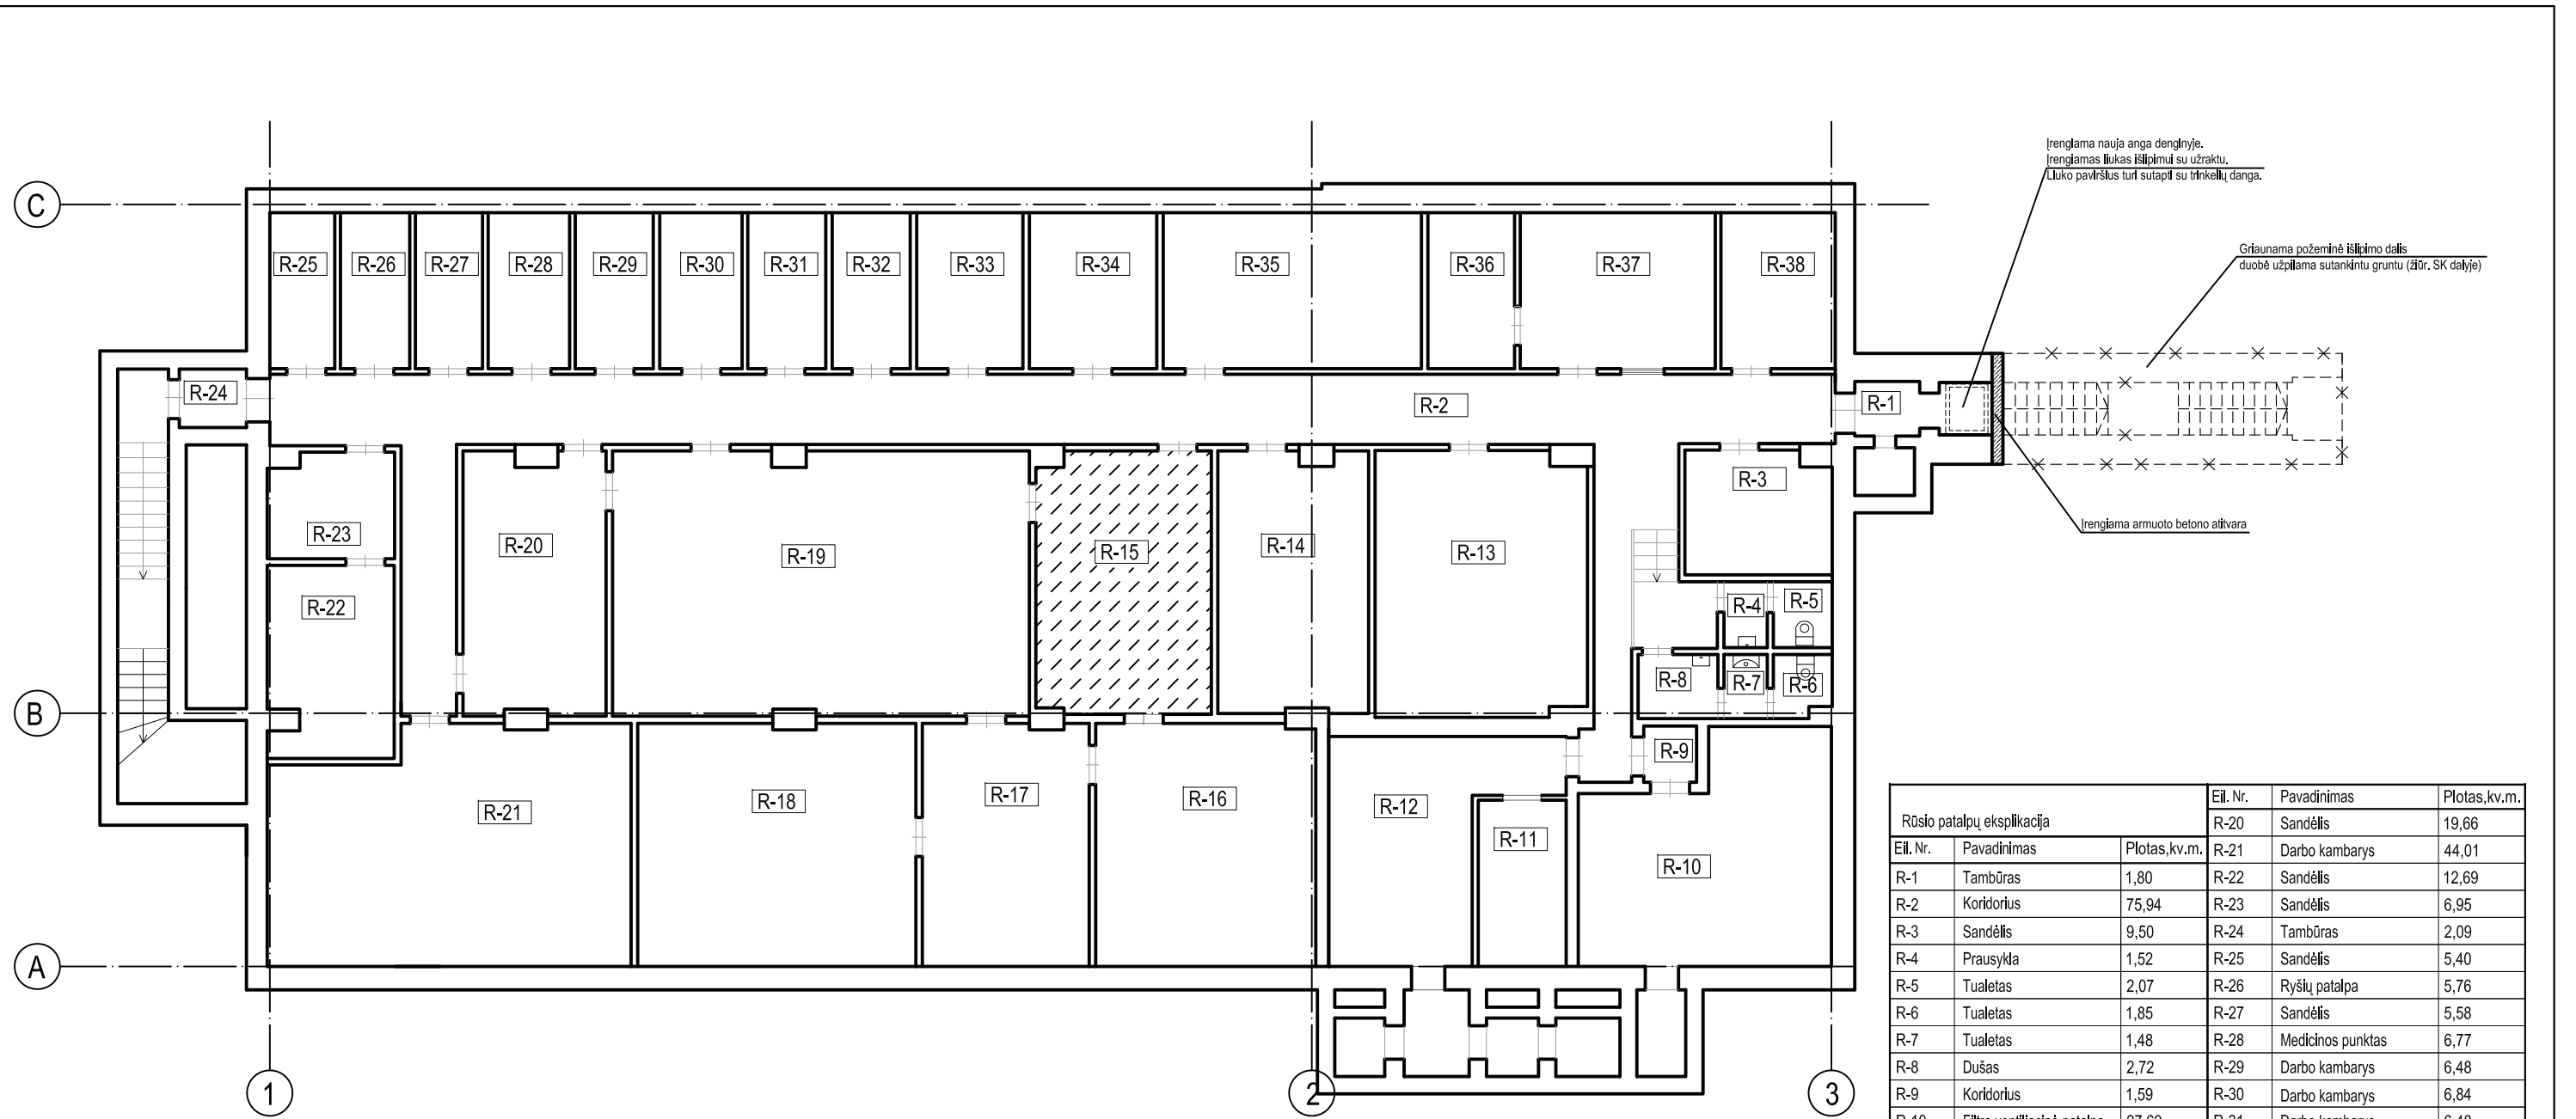 Įrengiama nauja anga denginyje.
Įrengiamas liukas išlipimui su užraktu.
Liuko paviršius turi sutapti su trinkelių danga.
C
Griaunama požeminė išlipimo dalis
duobė užpilama sutankintu gruntu (žiūr. SK dalyje)
R-25 R-26 R-27 R-28 R-29 R-30 R-31 R-32 R-33 R-34 R-35 R-36 R-37 R-38
R-24 R-2 R-1
R-3
Įrengiama armuoto betono atitvara
R-23 R-20 R-19 R-15 R-14 R-13
R-22 R-4 R-5
R-8 R-7 R-6
B
R-9
R-21 R-18 R-17 R-16 R-12 R-11 R-10
A
1 2 3
Rūsio patalpų eksplikacija
Eil. Nr. Pavadinimas Plotas,kv.m.
R-1 Tambūras 1,80
R-2 Koridorius 75,94
R-3 Sandėlis 9,50
R-4 Prausykla 1,52
R-5 Tualetas 2,07
R-6 Tualetas 1,85
R-7 Tualetas 1,48
R-8 Dušas 2,72
R-9 Koridorius 1,59
Eil. Nr. Pavadinimas Plotas,kv.m.
R-20 Sandėlis 19,66
R-21 Darbo kambarys 44,01
R-22 Sandėlis 12,69
R-23 Sandėlis 6,95
R-24 Tambūras 2,09
R-25 Sandėlis 5,40
R-26 Ryšių patalpa 5,76
R-27 Sandėlis 5,58
R-28 Medicinos punktas 6,77
R-29 Darbo kambarys 6,48
R-30 Darbo kambarys 6,84